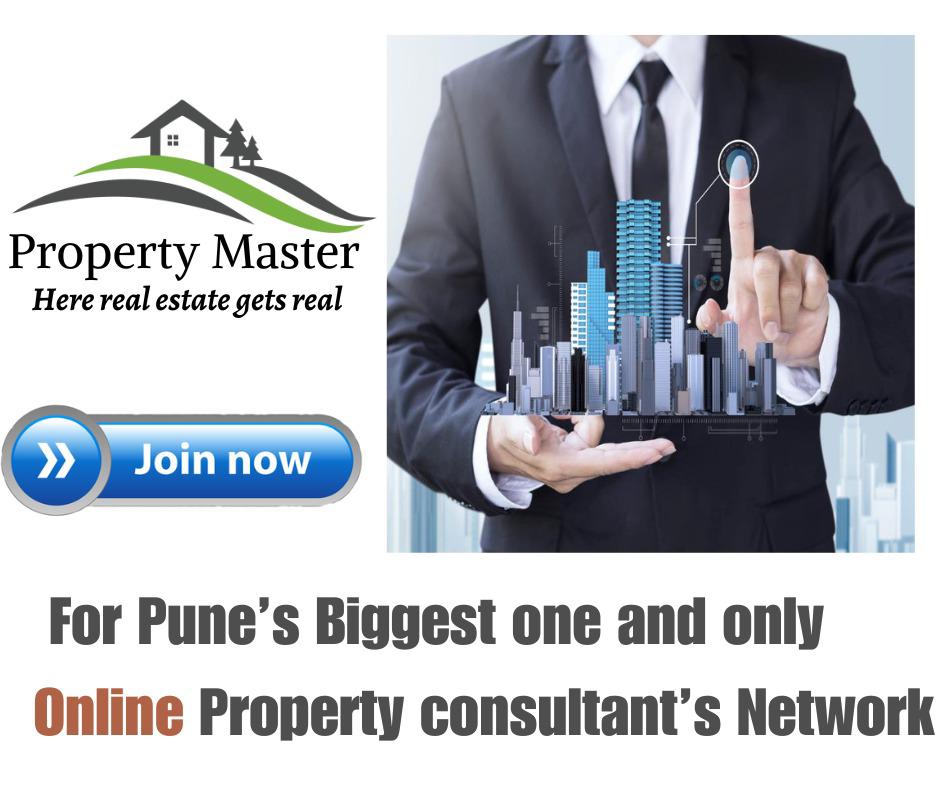 Property Master
Here real estate gets real
Join now
For Pune's Biggest one and only
Online Property consultant's Network